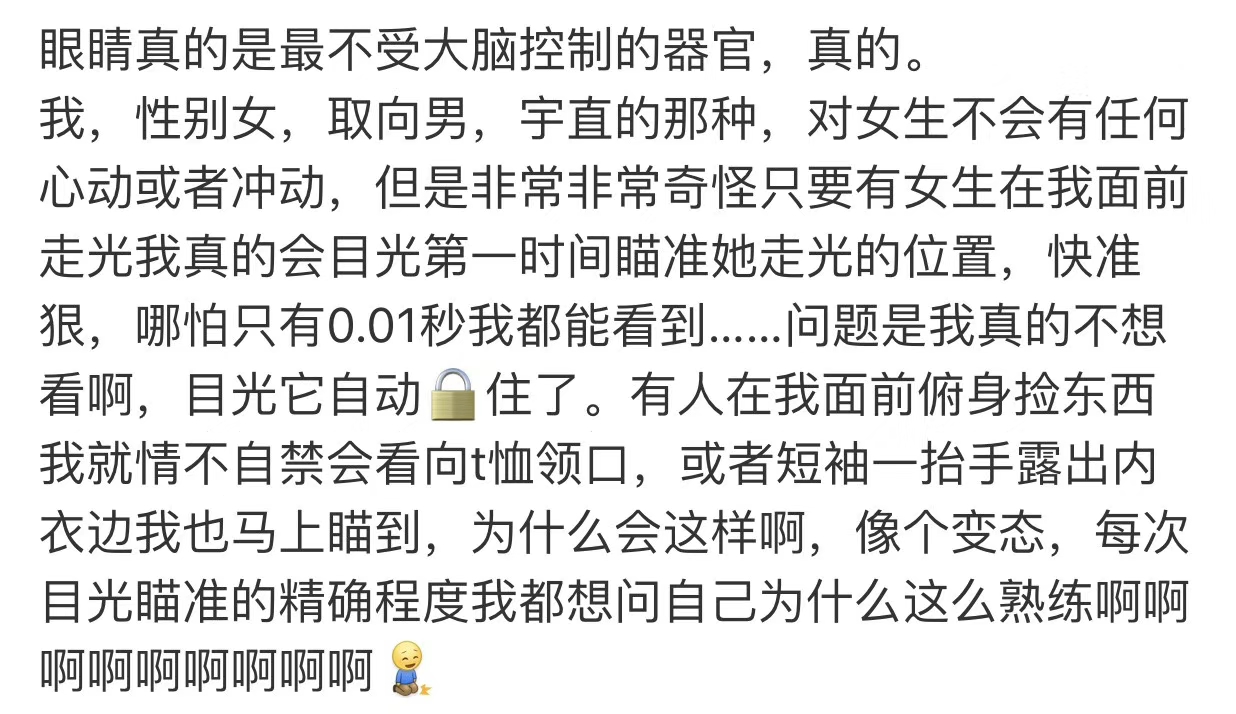 眼睛真的是最不受大脑控制的器官，真的。
我，性别女，取向男，宇直的那种，对女生不会有任何
心动或者冲动，但是非常非常奇怪只要有女生在我面前
走光我真的会目光第一时间瞄准她走光的位置，快准
狠，哪怕只有0.01秒我都能看到……问题是我真的不想
看啊，目光它自动🔒住了。有人在我面前俯身捡东西
我就情不自禁会看向t恤领口，或者短袖一抬手露出内
衣边我也马上瞄到，为什么会这样啊，像个变态，每次
目光瞄准的精确程度我都想问自己为什么这么熟练啊啊
啊啊啊啊啊啊啊